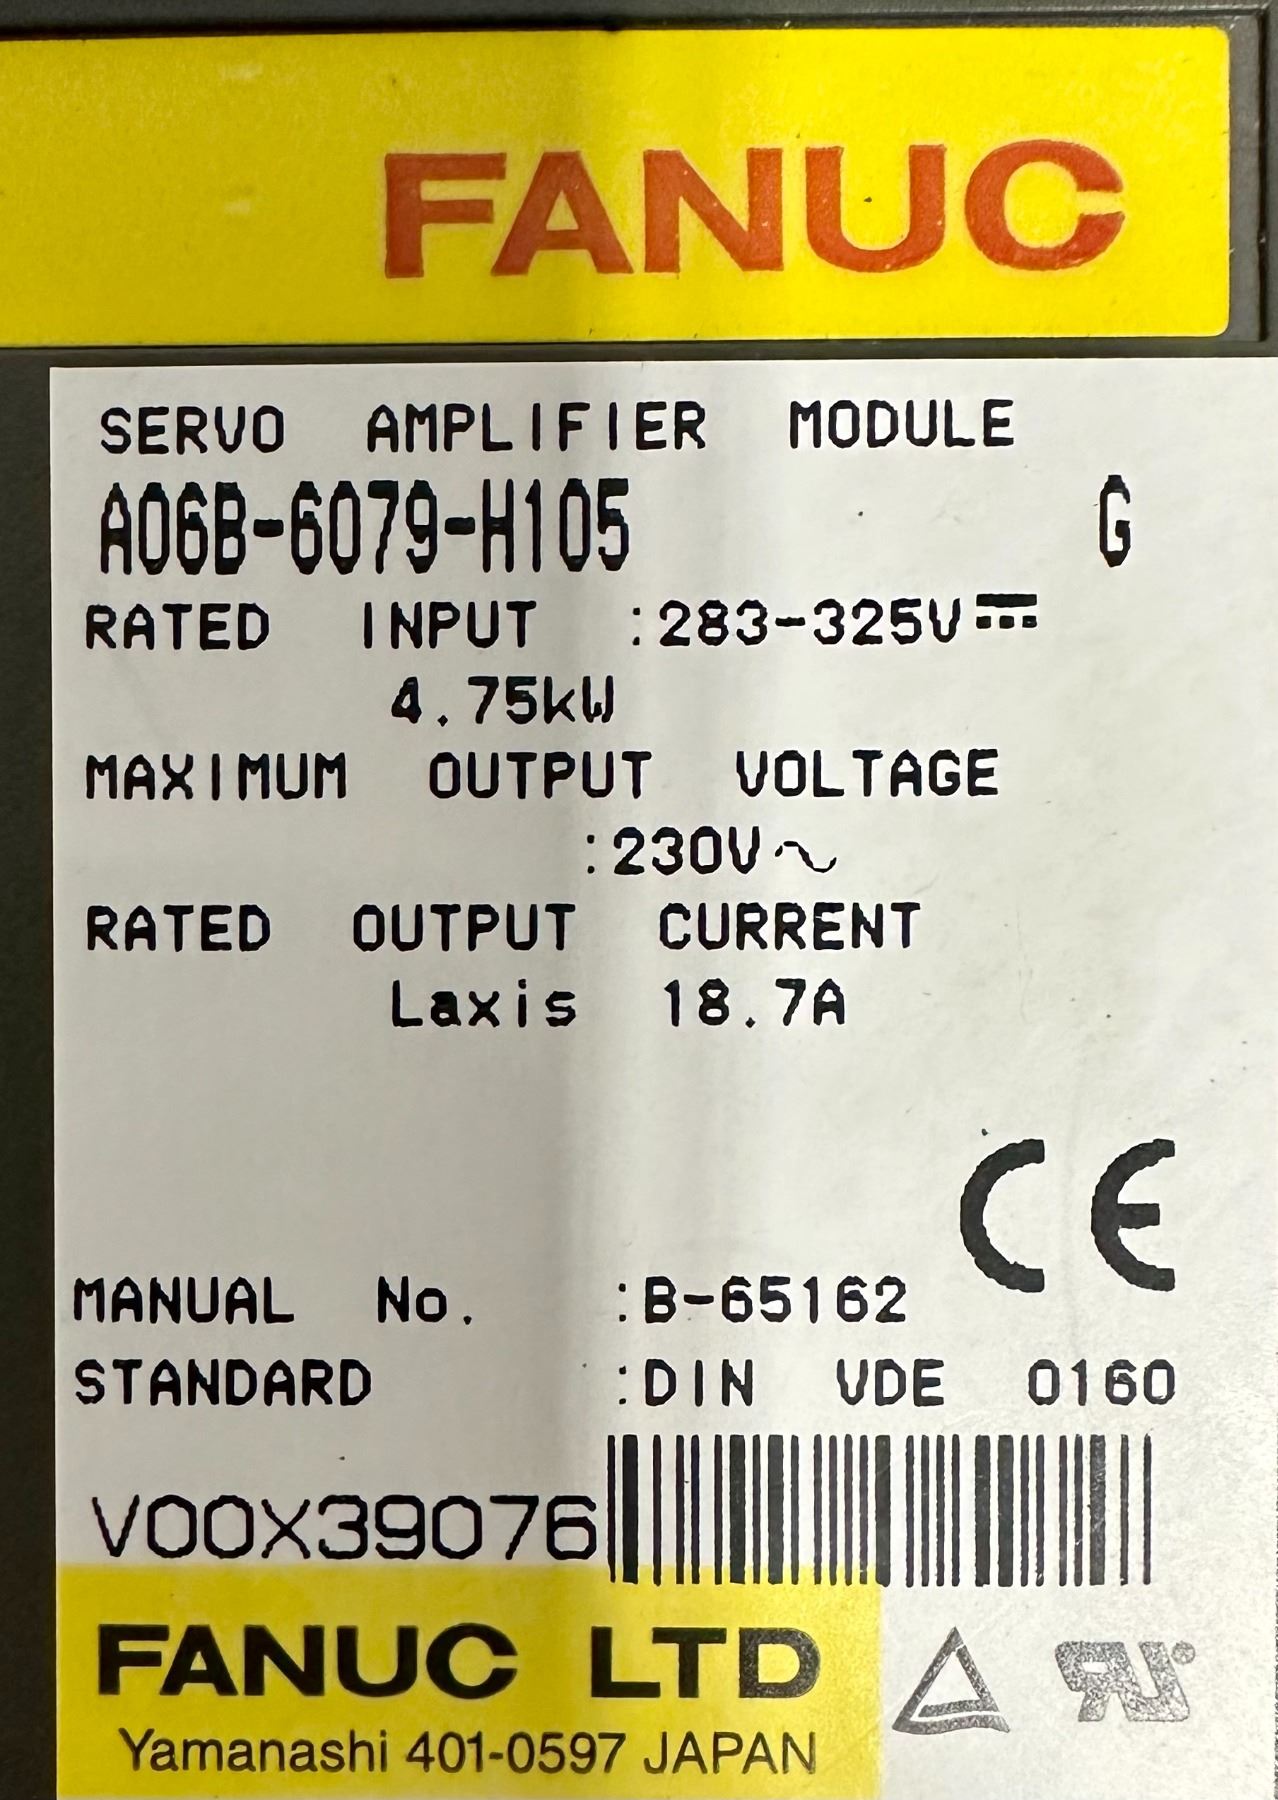 FANUC
SERVO AMPLIFIER MODULE
A06B-6079-H105 G
RATED INPUT :283-325V⎓
4.75kW
MAXIMUM OUTPUT VOLTAGE
:230V~
RATED OUTPUT CURRENT
Laxis 18.7A
CE
MANUAL No. :B-65162
STANDARD :DIN VDE 0160
V00X39076
FANUC LTD
Yamanashi 401-0597 JAPAN